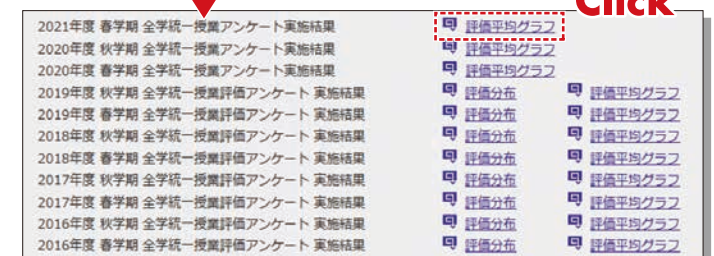 Click
2021年度 春学期 全学統一授業アンケート実施結果 評価平均グラフ
2020年度 秋学期 全学統一授業アンケート実施結果 評価平均グラフ
2020年度 春学期 全学統一授業アンケート実施結果 評価平均グラフ
2019年度 秋学期 全学統一授業評価アンケート 実施結果 評価分布 評価平均グラフ
2019年度 春学期 全学統一授業評価アンケート 実施結果 評価分布 評価平均グラフ
2018年度 秋学期 全学統一授業評価アンケート 実施結果 評価分布 評価平均グラフ
2018年度 春学期 全学統一授業評価アンケート 実施結果 評価分布 評価平均グラフ
2017年度 秋学期 全学統一授業評価アンケート 実施結果 評価分布 評価平均グラフ
2017年度 春学期 全学統一授業評価アンケート 実施結果 評価分布 評価平均グラフ
2016年度 秋学期 全学統一授業評価アンケート 実施結果 評価分布 評価平均グラフ
2016年度 春学期 全学統一授業評価アンケート 実施結果 評価分布 評価平均グラフ